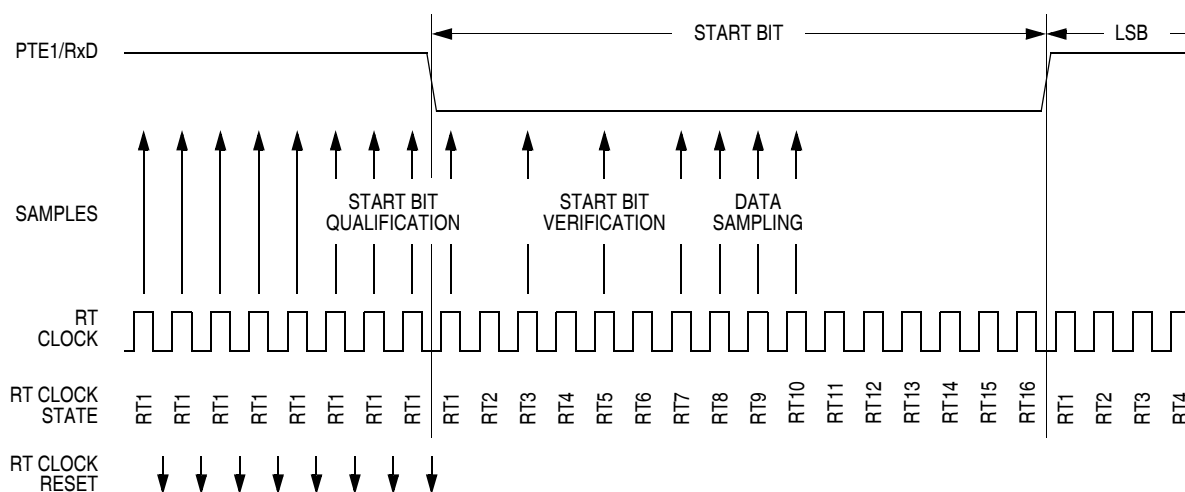 START BIT
LSB
PTE1/RxD
SAMPLES
START BIT
QUALIFICATION
START BIT
VERIFICATION
DATA
SAMPLING
RT
CLOCK
RT CLOCK
STATE
RT1 RT1 RT1 RT1 RT1 RT1 RT1 RT1 RT1 RT2 RT3 RT4 RT5 RT6 RT7 RT8 RT9 RT10 RT11 RT12 RT13 RT14 RT15 RT16 RT1 RT2 RT3 RT4
RT CLOCK
RESET